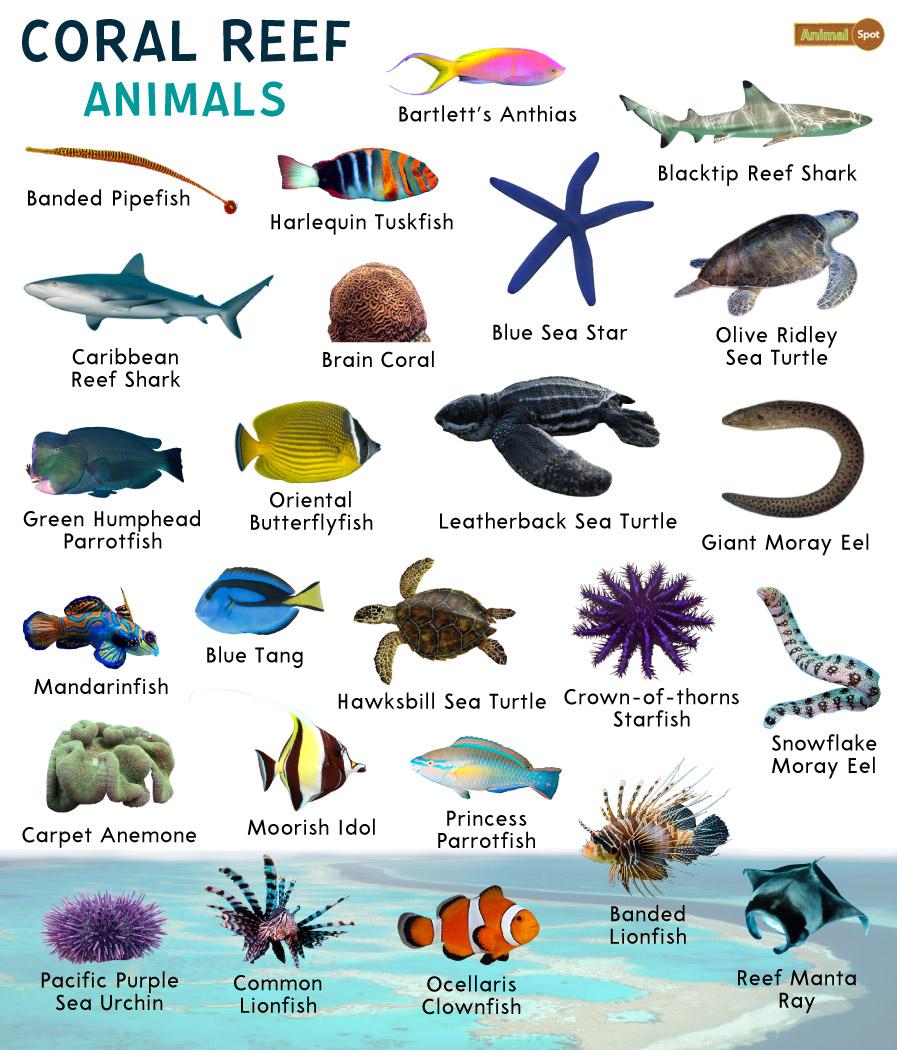 CORAL REEF
ANIMALS
Animal Spot
Bartlett's Anthias
Blacktip Reef Shark
Banded Pipefish
Harlequin Tuskfish
Blue Sea Star
Olive Ridley
Sea Turtle
Caribbean
Reef Shark
Brain Coral
Green Humphead
Parrotfish
Oriental
Butterflyfish
Leatherback Sea Turtle
Giant Moray Eel
Mandarinfish
Blue Tang
Hawksbill Sea Turtle
Crown-of-thorns
Starfish
Snowflake
Moray Eel
Carpet Anemone
Moorish Idol
Princess
Parrotfish
Banded
Lionfish
Pacific Purple
Sea Urchin
Common
Lionfish
Ocellaris
Clownfish
Reef Manta
Ray